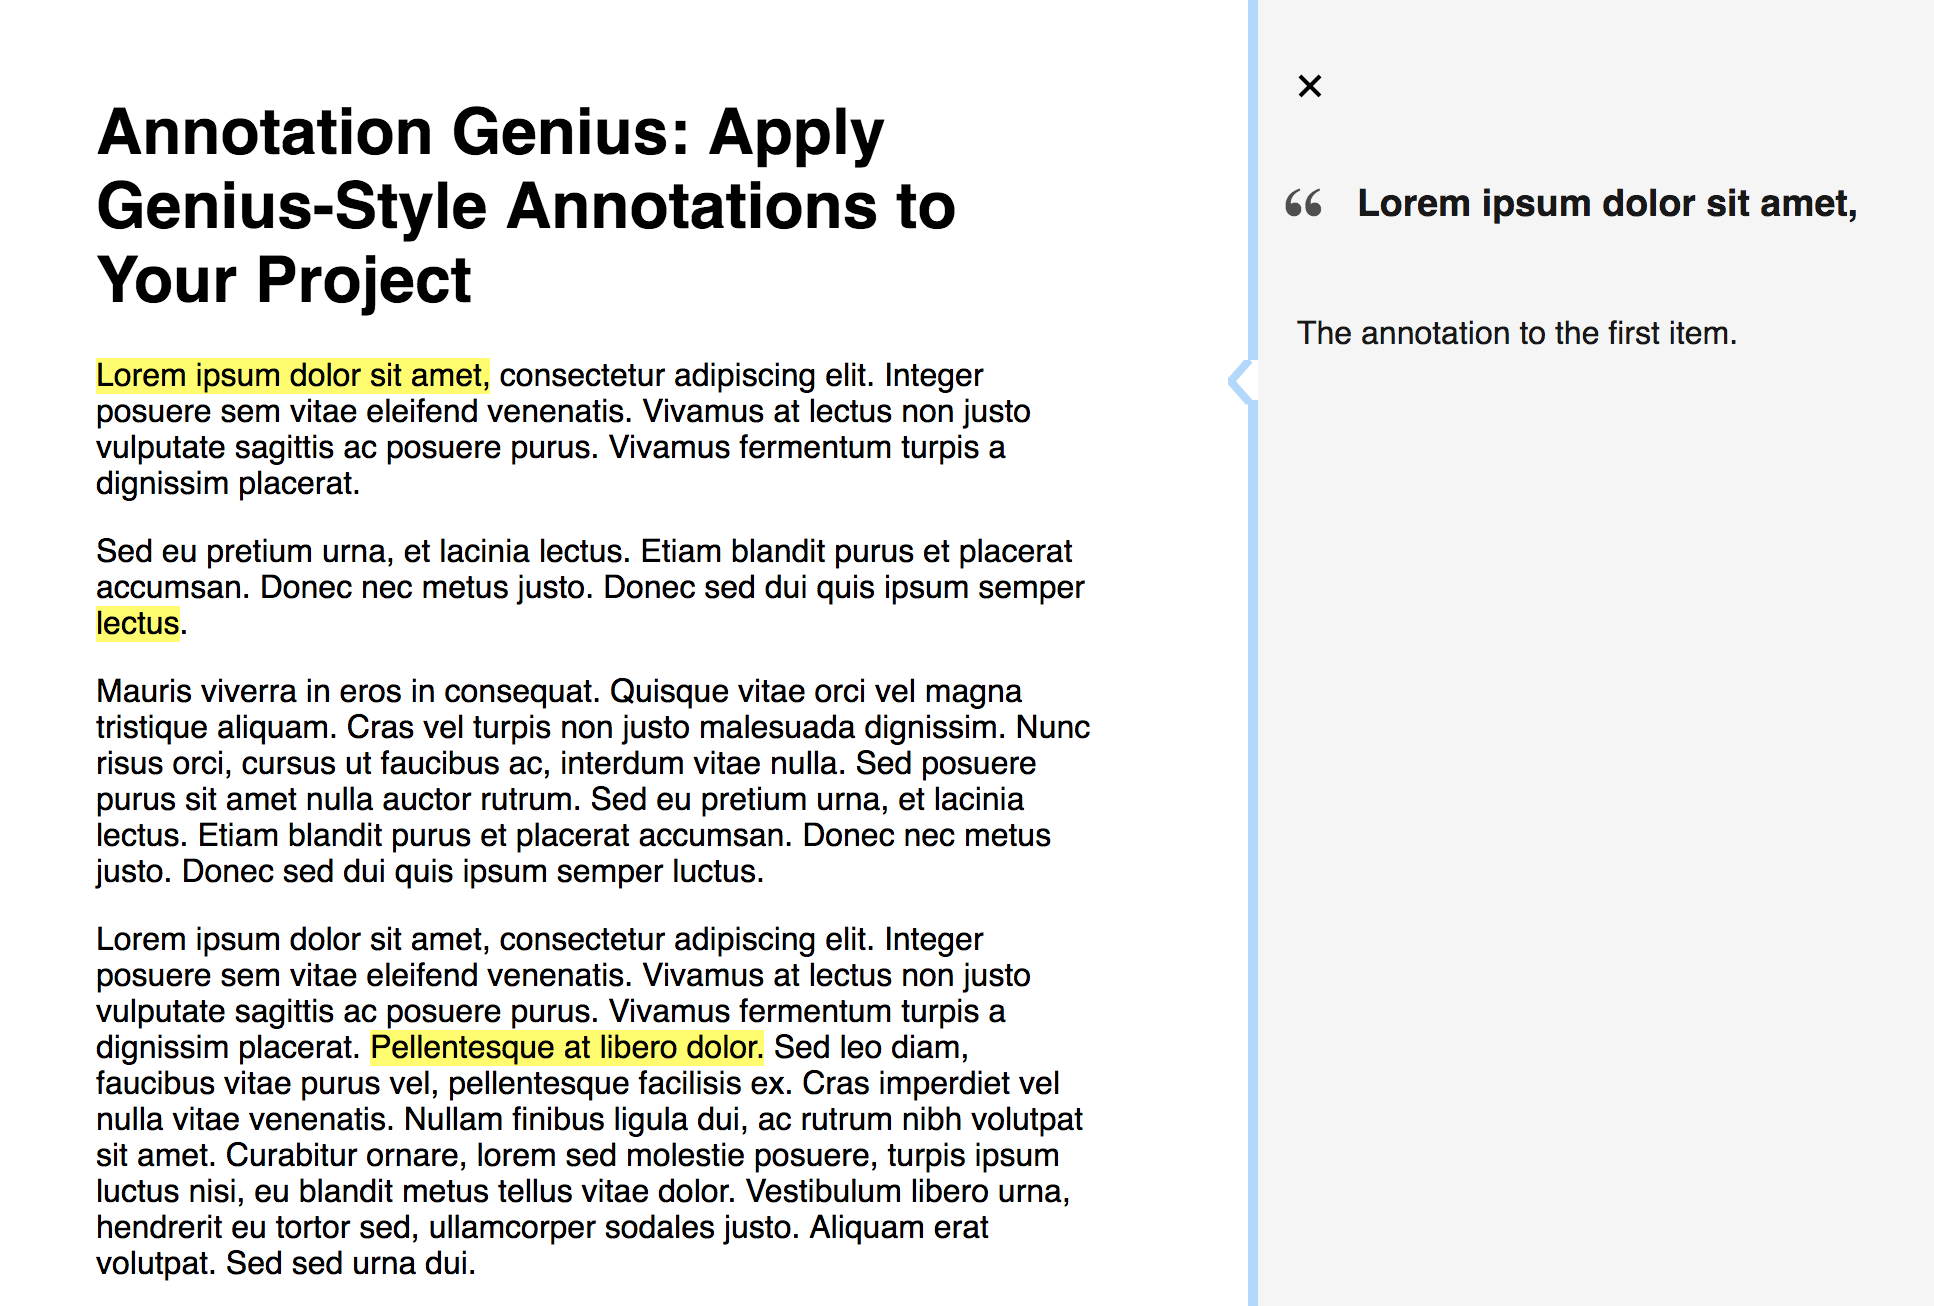 Annotation Genius: Apply
Genius-Style Annotations to
Your Project
Lorem ipsum dolor sit amet, consectetur adipiscing elit. Integer
posuere sem vitae eleifend venenatis. Vivamus at lectus non justo
vulputate sagittis ac posuere purus. Vivamus fermentum turpis a
dignissim placerat.
Sed eu pretium urna, et lacinia lectus. Etiam blandit purus et placerat
accumsan. Donec nec metus justo. Donec sed dui quis ipsum semper
lectus.
Mauris viverra in eros in consequat. Quisque vitae orci vel magna
tristique aliquam. Cras vel turpis non justo malesuada dignissim. Nunc
risus orci, cursus ut faucibus ac, interdum vitae nulla. Sed posuere
purus sit amet nulla auctor rutrum. Sed eu pretium urna, et lacinia
lectus. Etiam blandit purus et placerat accumsan. Donec nec metus
justo. Donec sed dui quis ipsum semper luctus.
Lorem ipsum dolor sit amet, consectetur adipiscing elit. Integer
posuere sem vitae eleifend venenatis. Vivamus at lectus non justo
vulputate sagittis ac posuere purus. Vivamus fermentum turpis a
dignissim placerat. Pellentesque at libero dolor. Sed leo diam,
faucibus vitae purus vel, pellentesque facilisis ex. Cras imperdiet vel
nulla vitae venenatis. Nullam finibus ligula dui, ac rutrum nibh volutpat
sit amet. Curabitur ornare, lorem sed molestie posuere, turpis ipsum
luctus nisi, eu blandit metus tellus vitae dolor. Vestibulum libero urna,
hendrerit eu tortor sed, ullamcorper sodales justo. Aliquam erat
volutpat. Sed sed urna dui.
×
“ Lorem ipsum dolor sit amet,
The annotation to the first item.